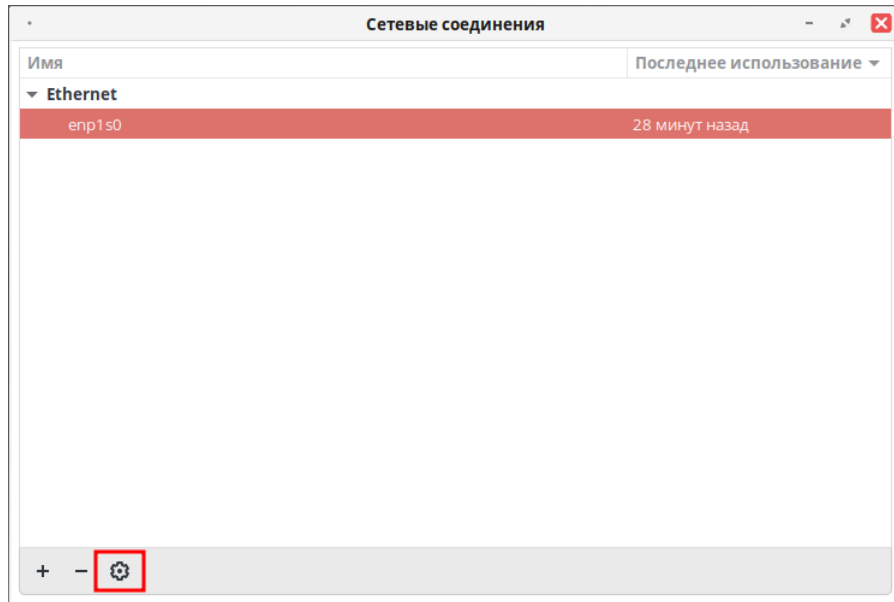 Сетевые соединения
Имя Последнее использование
Ethernet
enp1s0 28 минут назад